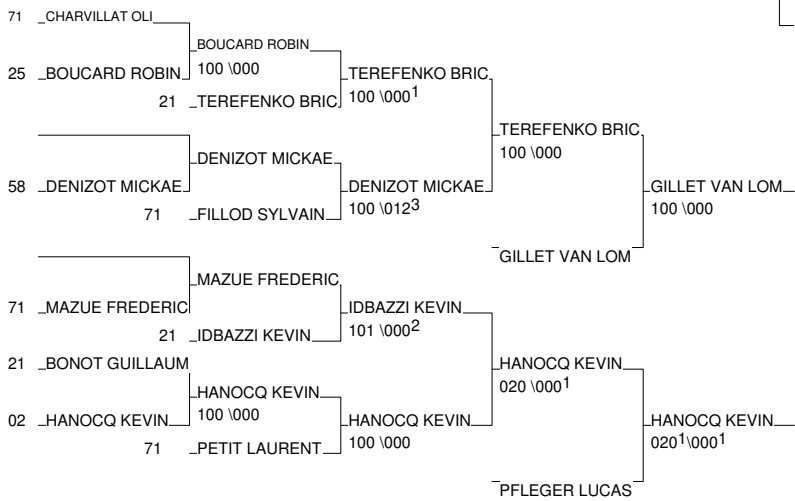 71 CHARVILLAT OLI
BOUCARD ROBIN
25 BOUCARD ROBIN 100 \000 TEREFENKO BRIC
21 TEREFENKO BRIC 100 \000¹
TEREFENKO BRIC
100 \000
DENIZOT MICKAE
58 DENIZOT MICKAE DENIZOT MICKAE GILLET VAN LOM
71 FILLOD SYLVAIN 100 \012³ 100 \000
GILLET VAN LOM
MAZUE FREDERIC
71 MAZUE FREDERIC IDBAZZI KEVIN
21 IDBAZZI KEVIN 101 \000²
21 BONOT GUILLAUM HANOCQ KEVIN
020 \000¹
HANOCQ KEVIN
02 HANOCQ KEVIN 100 \000 HANOCQ KEVIN HANOCQ KEVIN
71 PETIT LAURENT 100 \000 020¹\000¹
PFLEGER LUCAS